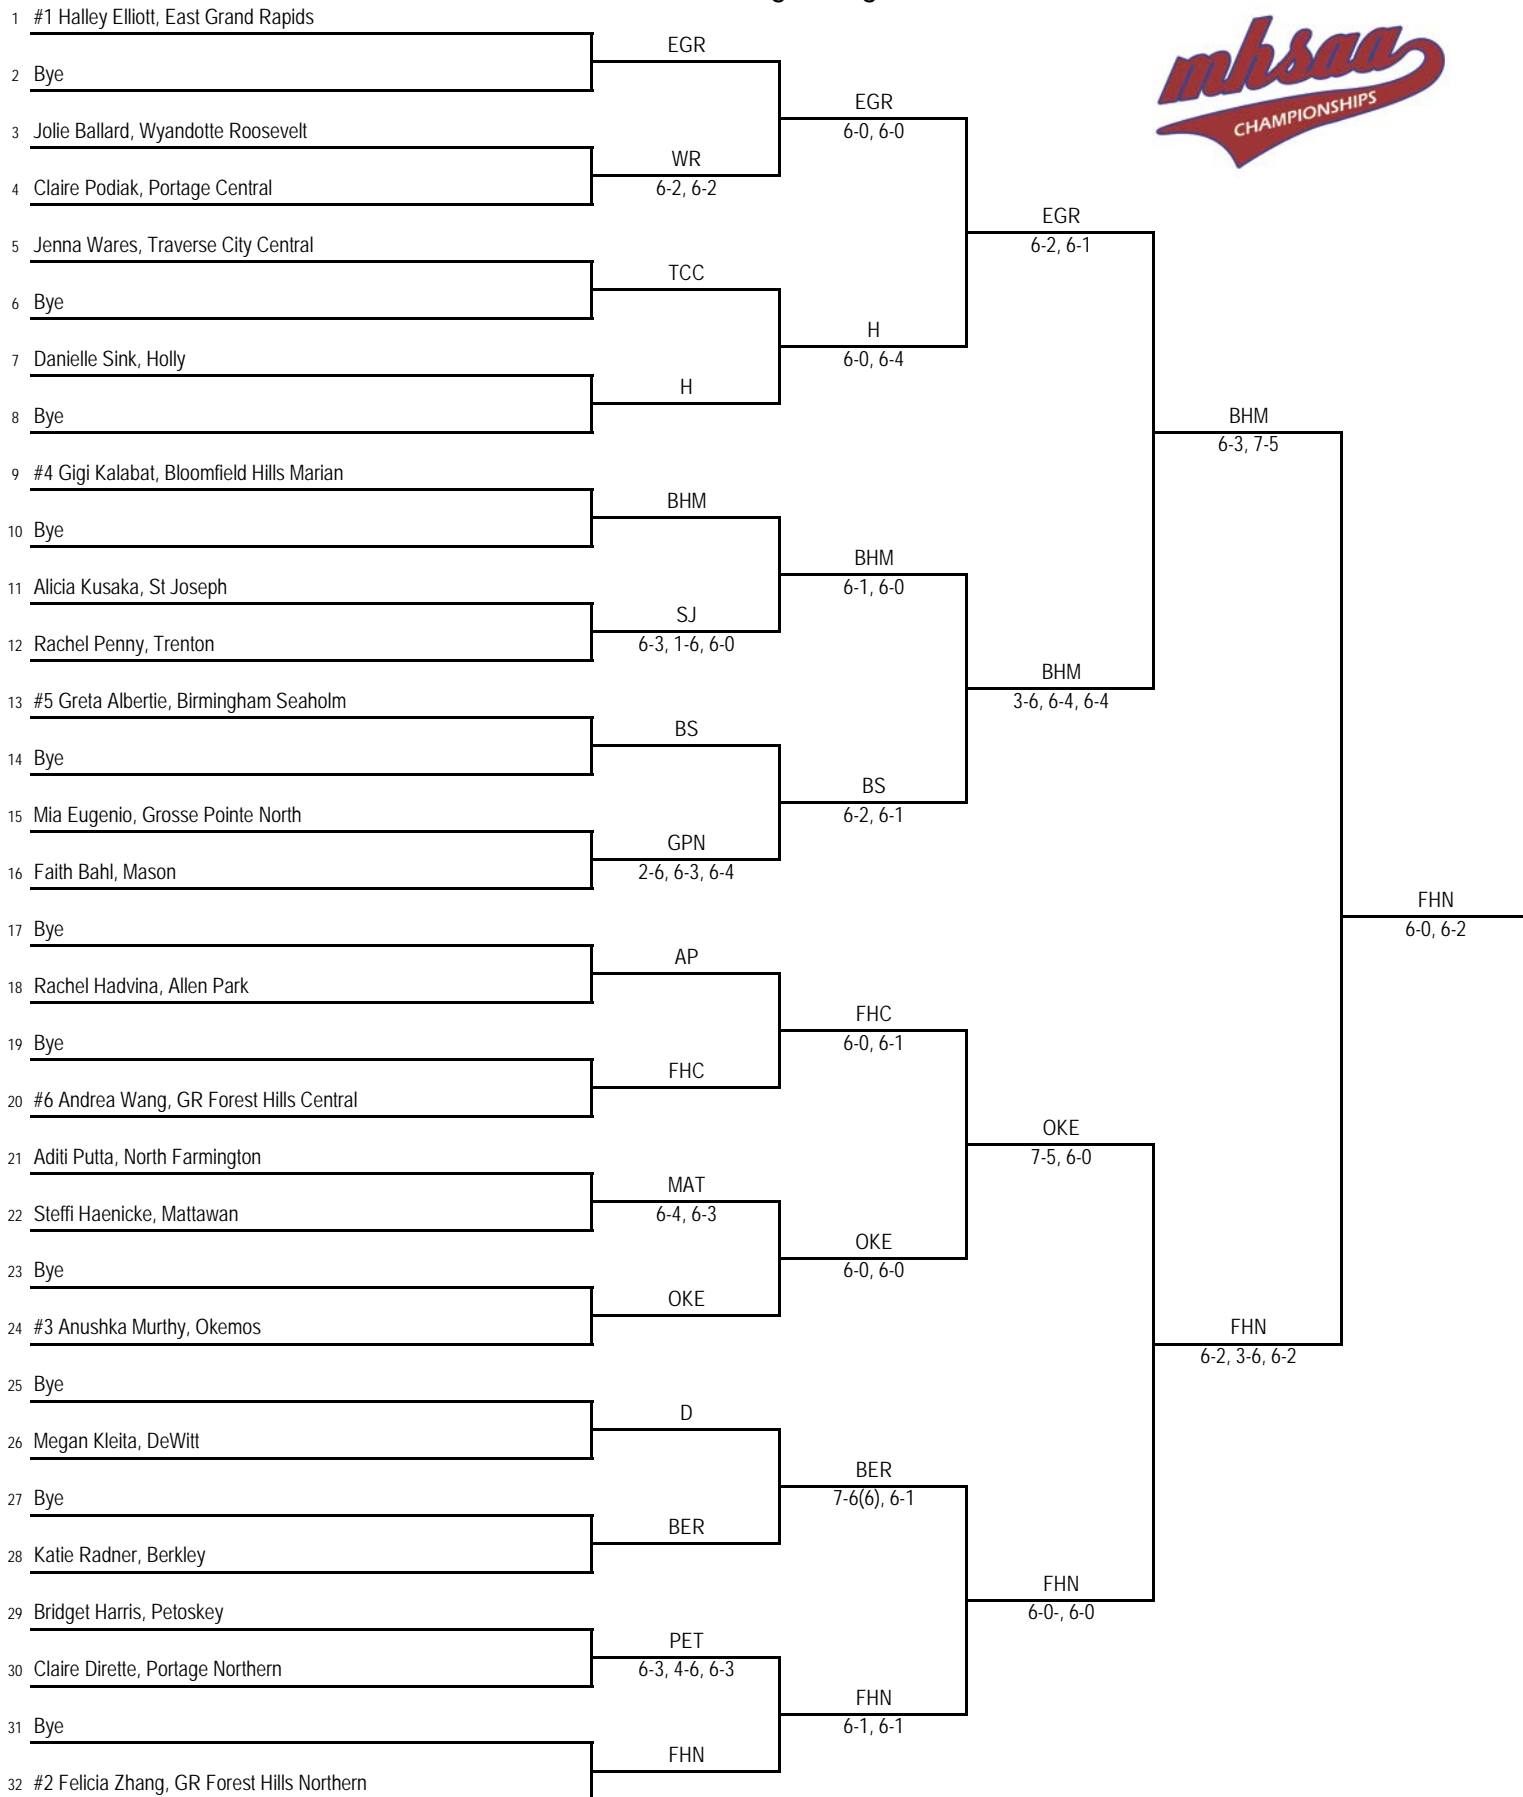 1 #1 Halley Elliott, East Grand Rapids
2 Bye
3 Jolie Ballard, Wyandotte Roosevelt
4 Claire Podiak, Portage Central
5 Jenna Wares, Traverse City Central
6 Bye
7 Danielle Sink, Holly
8 Bye
9 #4 Gigi Kalabat, Bloomfield Hills Marian
10 Bye
11 Alicia Kusaka, St Joseph
12 Rachel Penny, Trenton
13 #5 Greta Albertie, Birmingham Seaholm
14 Bye
15 Mia Eugenio, Grosse Pointe North
16 Faith Bahl, Mason
17 Bye
18 Rachel Hadvina, Allen Park
19 Bye
20 #6 Andrea Wang, GR Forest Hills Central
21 Aditi Putta, North Farmington
22 Steffi Haenicke, Mattawan
23 Bye
24 #3 Anushka Murthy, Okemos
25 Bye
26 Megan Kleita, DeWitt
27 Bye
28 Katie Radner, Berkley
29 Bridget Harris, Petoskey
30 Claire Dirette, Portage Northern
31 Bye
32 #2 Felicia Zhang, GR Forest Hills Northern
EGR
WR
6-2, 6-2
TCC
H
BHM
SJ
6-3, 1-6, 6-0
BS
GPN
2-6, 6-3, 6-4
AP
FHC
MAT
6-4, 6-3
OKE
D
BER
PET
6-3, 4-6, 6-3
FHN
EGR
6-0, 6-0
H
6-0, 6-4
BHM
6-1, 6-0
BS
6-2, 6-1
FHC
6-0, 6-1
OKE
6-0, 6-0
BER
7-6(6), 6-1
FHN
6-1, 6-1
EGR
6-2, 6-1
BHM
3-6, 6-4, 6-4
OKE
7-5, 6-0
FHN
6-0-, 6-0
BHM
6-3, 7-5
FHN
6-2, 3-6, 6-2
FHN
6-0, 6-2
mhsaa
CHAMPIONSHIPS